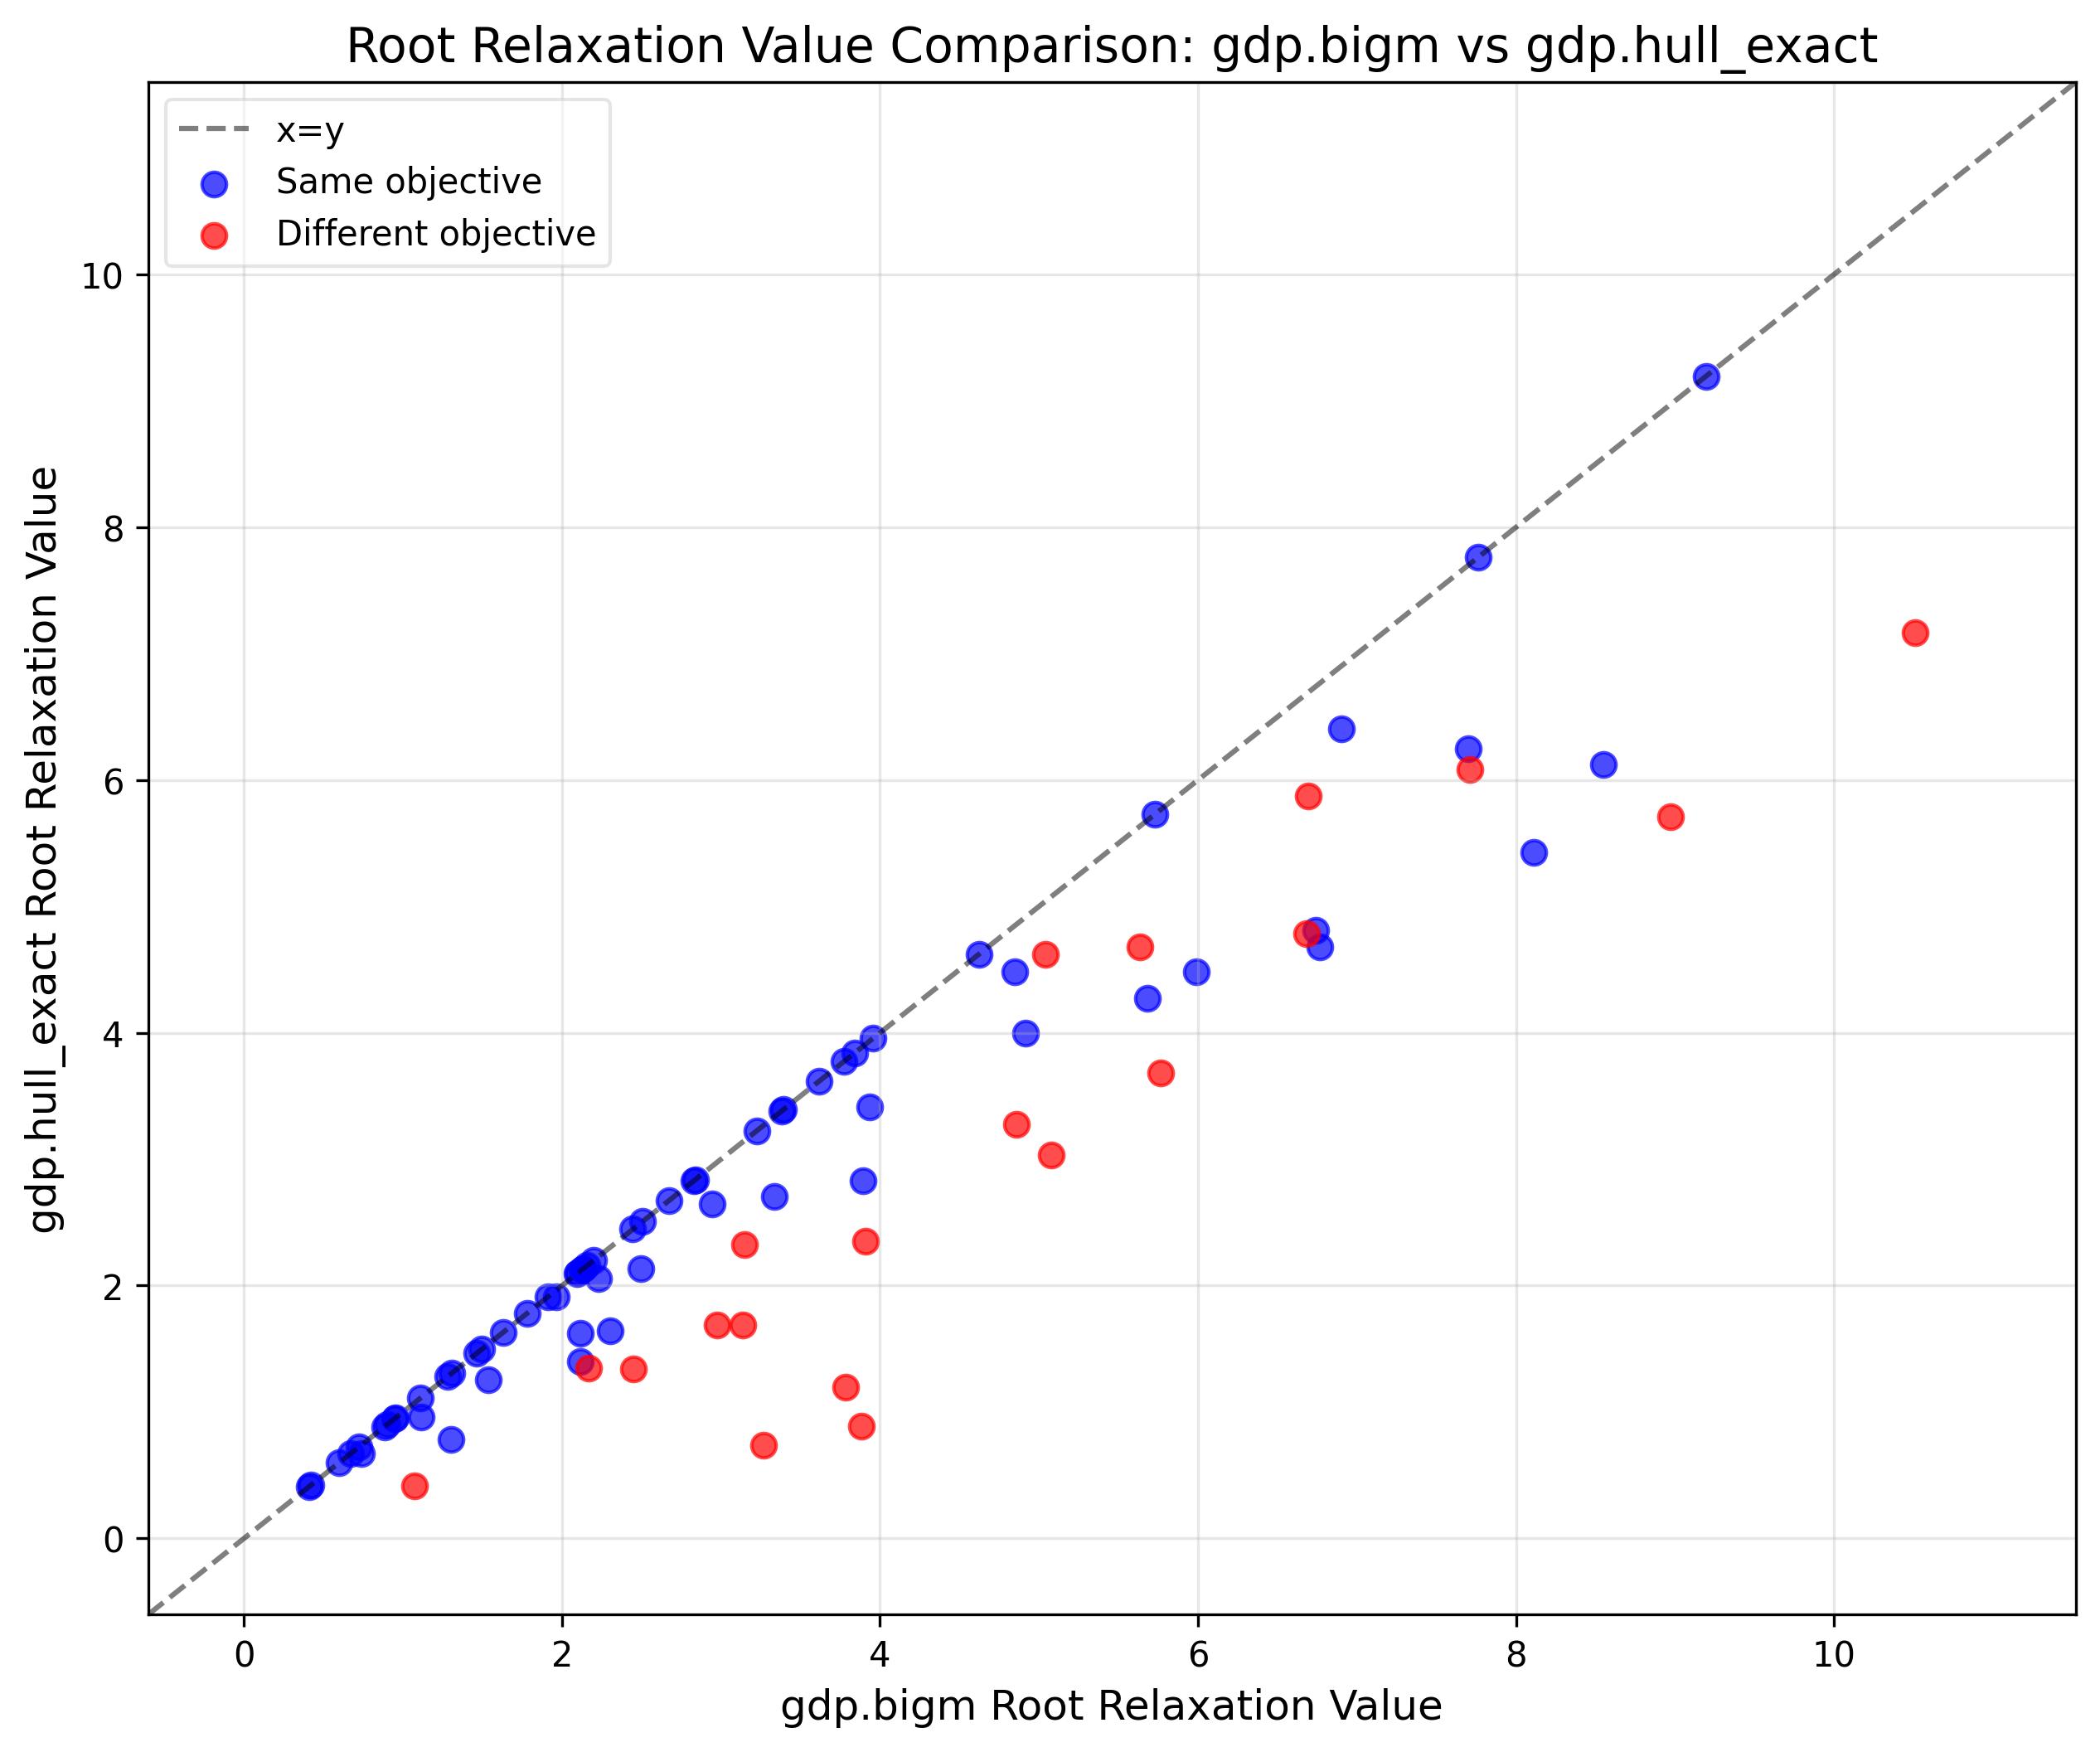 Root Relaxation Value Comparison: gdp.bigm vs gdp.hull_exact
x=y
Same objective
Different objective
gdp.hull_exact Root Relaxation Value
10
8
6
4
2
0
0 2 4 6 8 10
gdp.bigm Root Relaxation Value